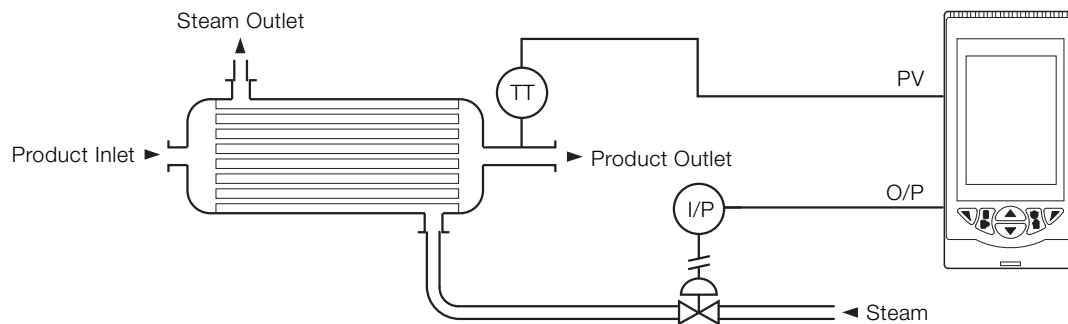 Steam Outlet
TT
PV
Product Inlet
Product Outlet
I/P
O/P
Steam